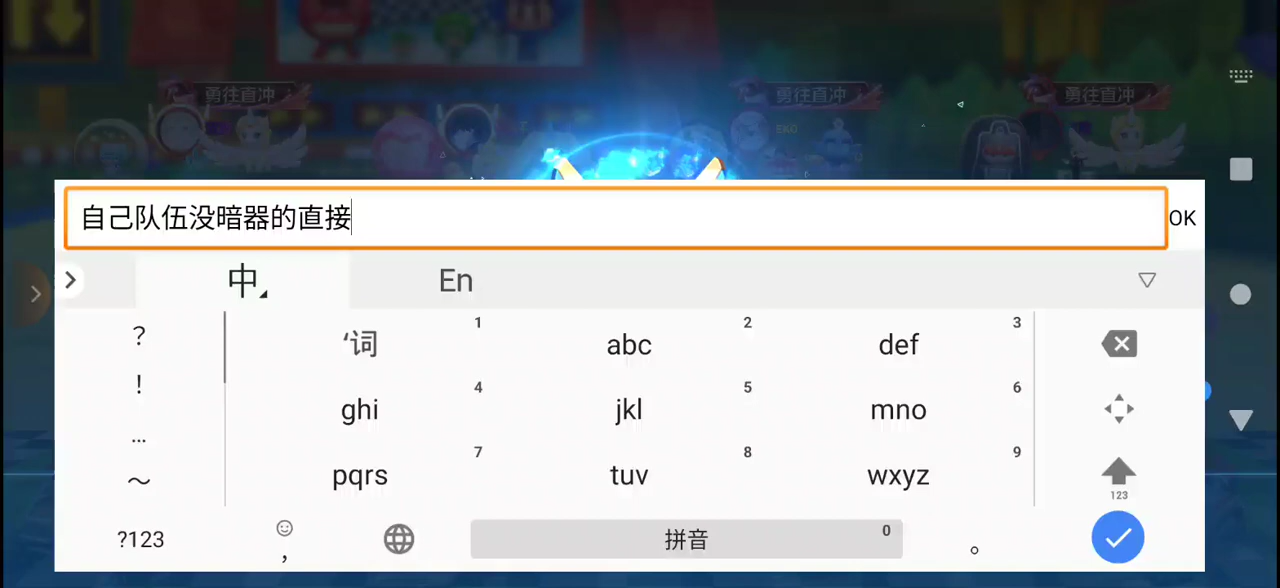 勇往直冲 勇往直冲 勇往直冲
自己队伍没暗器的直接 OK
中 En
? '词 1 abc 2 def 3
! ghi 4 jkl 5 mno 6
… pqrs 7 tuv 8 wxyz 9
～ 123
?123 , 拼音 0 。